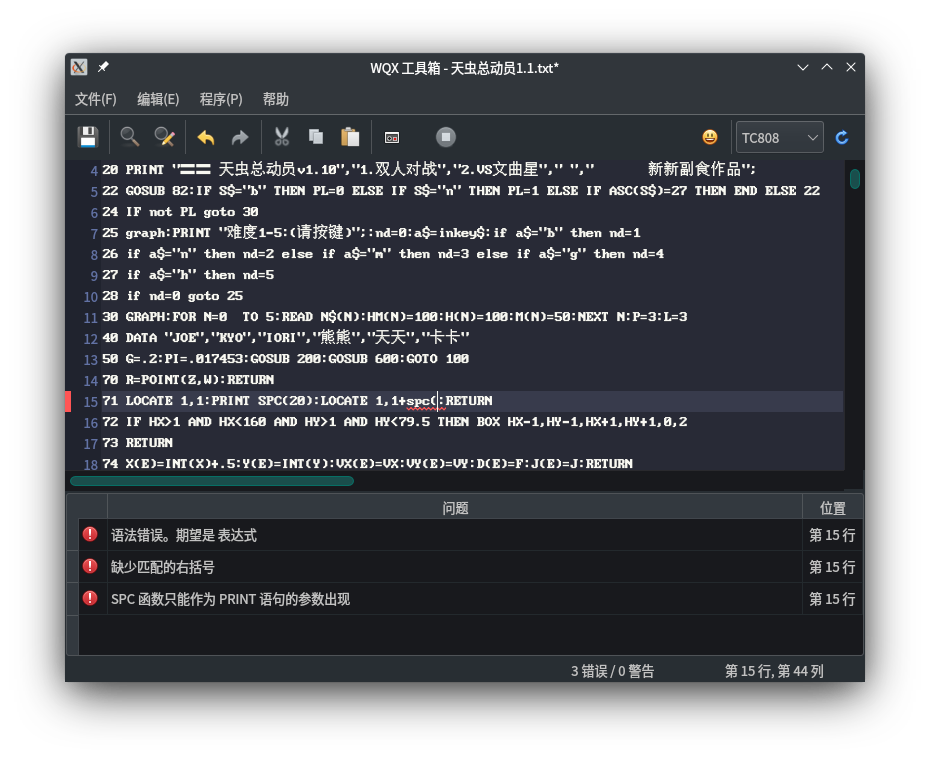 WQX 工具箱 - 天虫总动员1.1.txt*
文件(F) 编辑(E) 程序(P) 帮助
TC808
4 20 PRINT "〓〓 天虫总动员v1.10","1.双人对战","2.VS文曲星"," ","       新新副食作品";
5 22 GOSUB 82:IF S$="b" THEN PL=0 ELSE IF S$="n" THEN PL=1 ELSE IF ASC(S$)=27 THEN END ELSE 22
6 24 IF not PL goto 30
7 25 graph:PRINT "难度1-5:(请按键)";:nd=0:a$=inkey$:if a$="b" then nd=1
8 26 if a$="n" then nd=2 else if a$="m" then nd=3 else if a$="g" then nd=4
9 27 if a$="h" then nd=5
10 28 if nd=0 goto 25
11 30 GRAPH:FOR N=0  TO 5:READ N$(N):HM(N)=100:H(N)=100:M(N)=50:NEXT N:P=3:L=3
12 40 DATA "JOE","KYO","IORI","熊熊","天天","卡卡"
13 50 G=.2:PI=.017453:GOSUB 200:GOSUB 600:GOTO 100
14 70 R=POINT(Z,W):RETURN
15 71 LOCATE 1,1:PRINT SPC(20):LOCATE 1,1+spc(:RETURN
16 72 IF HX>1 AND HX<160 AND HY>1 AND HY<79.5 THEN BOX HX-1,HY-1,HX+1,HY+1,0,2
17 73 RETURN
18 74 X(E)=INT(X)+.5:Y(E)=INT(Y):VX(E)=VX:VY(E)=VY:D(E)=F:J(E)=J:RETURN
问题 位置
语法错误。期望是 表达式 第 15 行
缺少匹配的右括号 第 15 行
SPC 函数只能作为 PRINT 语句的参数出现 第 15 行
3 错误 / 0 警告 第 15 行, 第 44 列